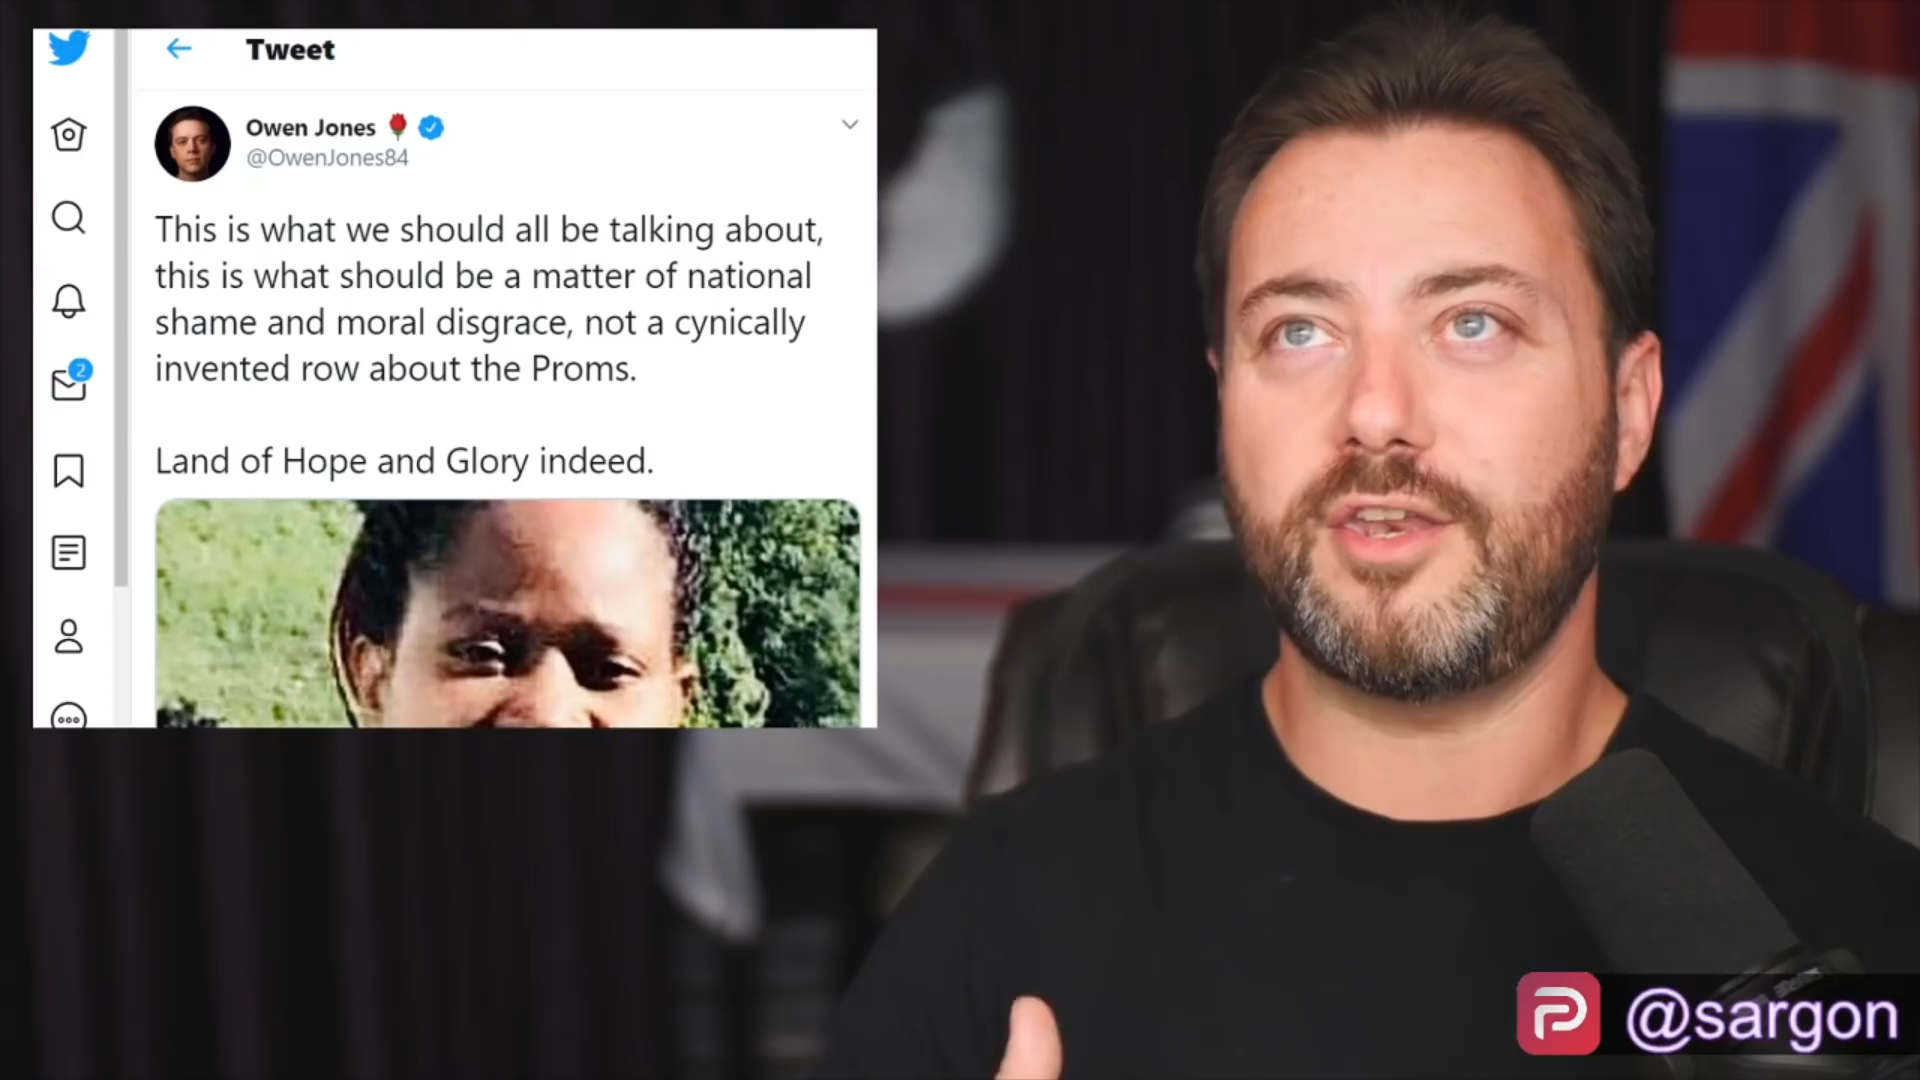 Tweet
Owen Jones
@OwenJones84
This is what we should all be talking about,
this is what should be a matter of national
shame and moral disgrace, not a cynically
invented row about the Proms.
Land of Hope and Glory indeed.
2
@sargon